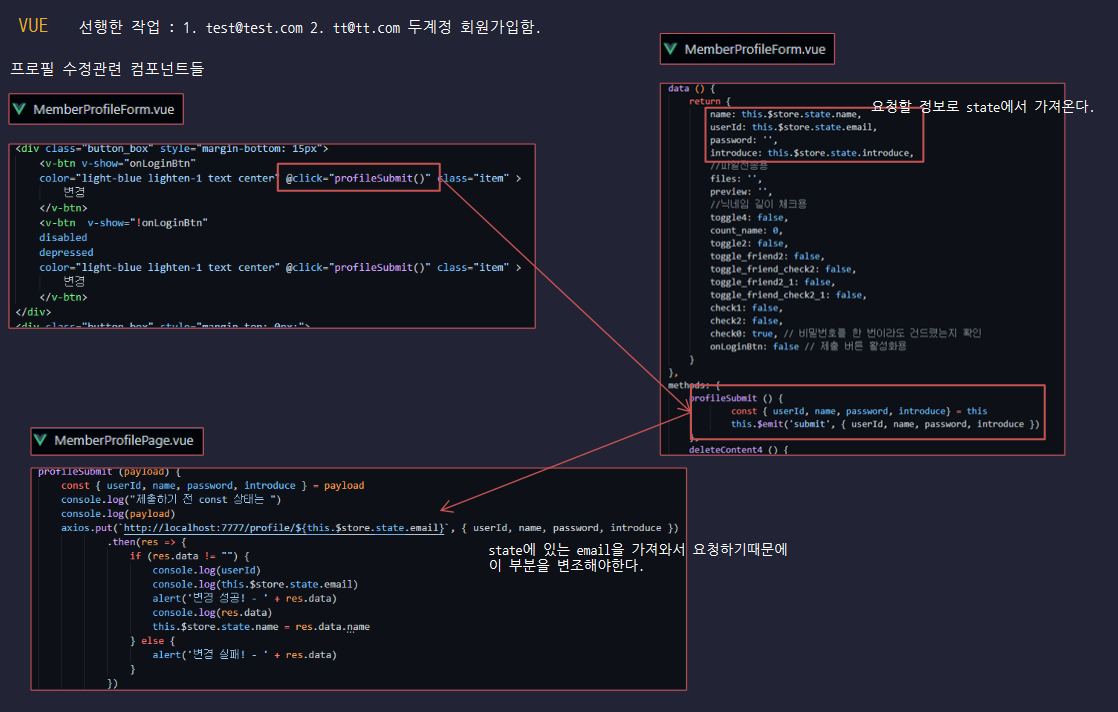 VUE 선행한 작업 : 1. test@test.com 2. tt@tt.com 두계정 회원가입함.
프로필 수정관련 컴포넌트들
MemberProfileForm.vue
<div class="button_box" style="margin-bottom: 15px">
<v-btn v-show="onLoginBtn"
color="light-blue lighten-1 text center" @click="profileSubmit()" class="item" >
변경
</v-btn>
<v-btn  v-show="!onLoginBtn"
disabled
depressed
color="light-blue lighten-1 text center" @click="profileSubmit()" class="item" >
변경
</v-btn>
</div>
<div class="button_box" style="margin-top: 0px;">
MemberProfileForm.vue
data () {
return {
요청할 정보로 state에서 가져온다.
name: this.$store.state.name,
userId: this.$store.state.email,
password: '',
introduce: this.$store.state.introduce,
//파일전송용
files: '',
preview: '',
//닉네임 길이 체크용
toggle4: false,
count_name: 0,
toggle2: false,
toggle_friend2: false,
toggle_friend_check2: false,
toggle_friend2_1: false,
toggle_friend_check2_1: false,
check1: false,
check2: false,
check0: true, // 비밀번호를 한 번이라도 건드렸는지 확인
onLoginBtn: false // 제출 버튼 활성화용
}
},
methods: {
profileSubmit () {
const { userId, name, password, introduce} = this
this.$emit('submit', { userId, name, password, introduce })
},
deleteContent4 () {
MemberProfilePage.vue
profileSubmit (payload) {
const { userId, name, password, introduce } = payload
console.log("제출하기 전 const 상태는 ")
console.log(payload)
axios.put(`http://localhost:7777/profile/${this.$store.state.email}`, { userId, name, password, introduce })
.then(res => {
if (res.data != "") {
console.log(userId)
console.log(this.$store.state.email)
alert('변경 성공! - ' + res.data)
console.log(res.data)
this.$store.state.name = res.data.name
} else {
alert('변경 실패! - ' + res.data)
}
})
state에 있는 email을 가져와서 요청하기때문에
이 부분을 변조해야한다.